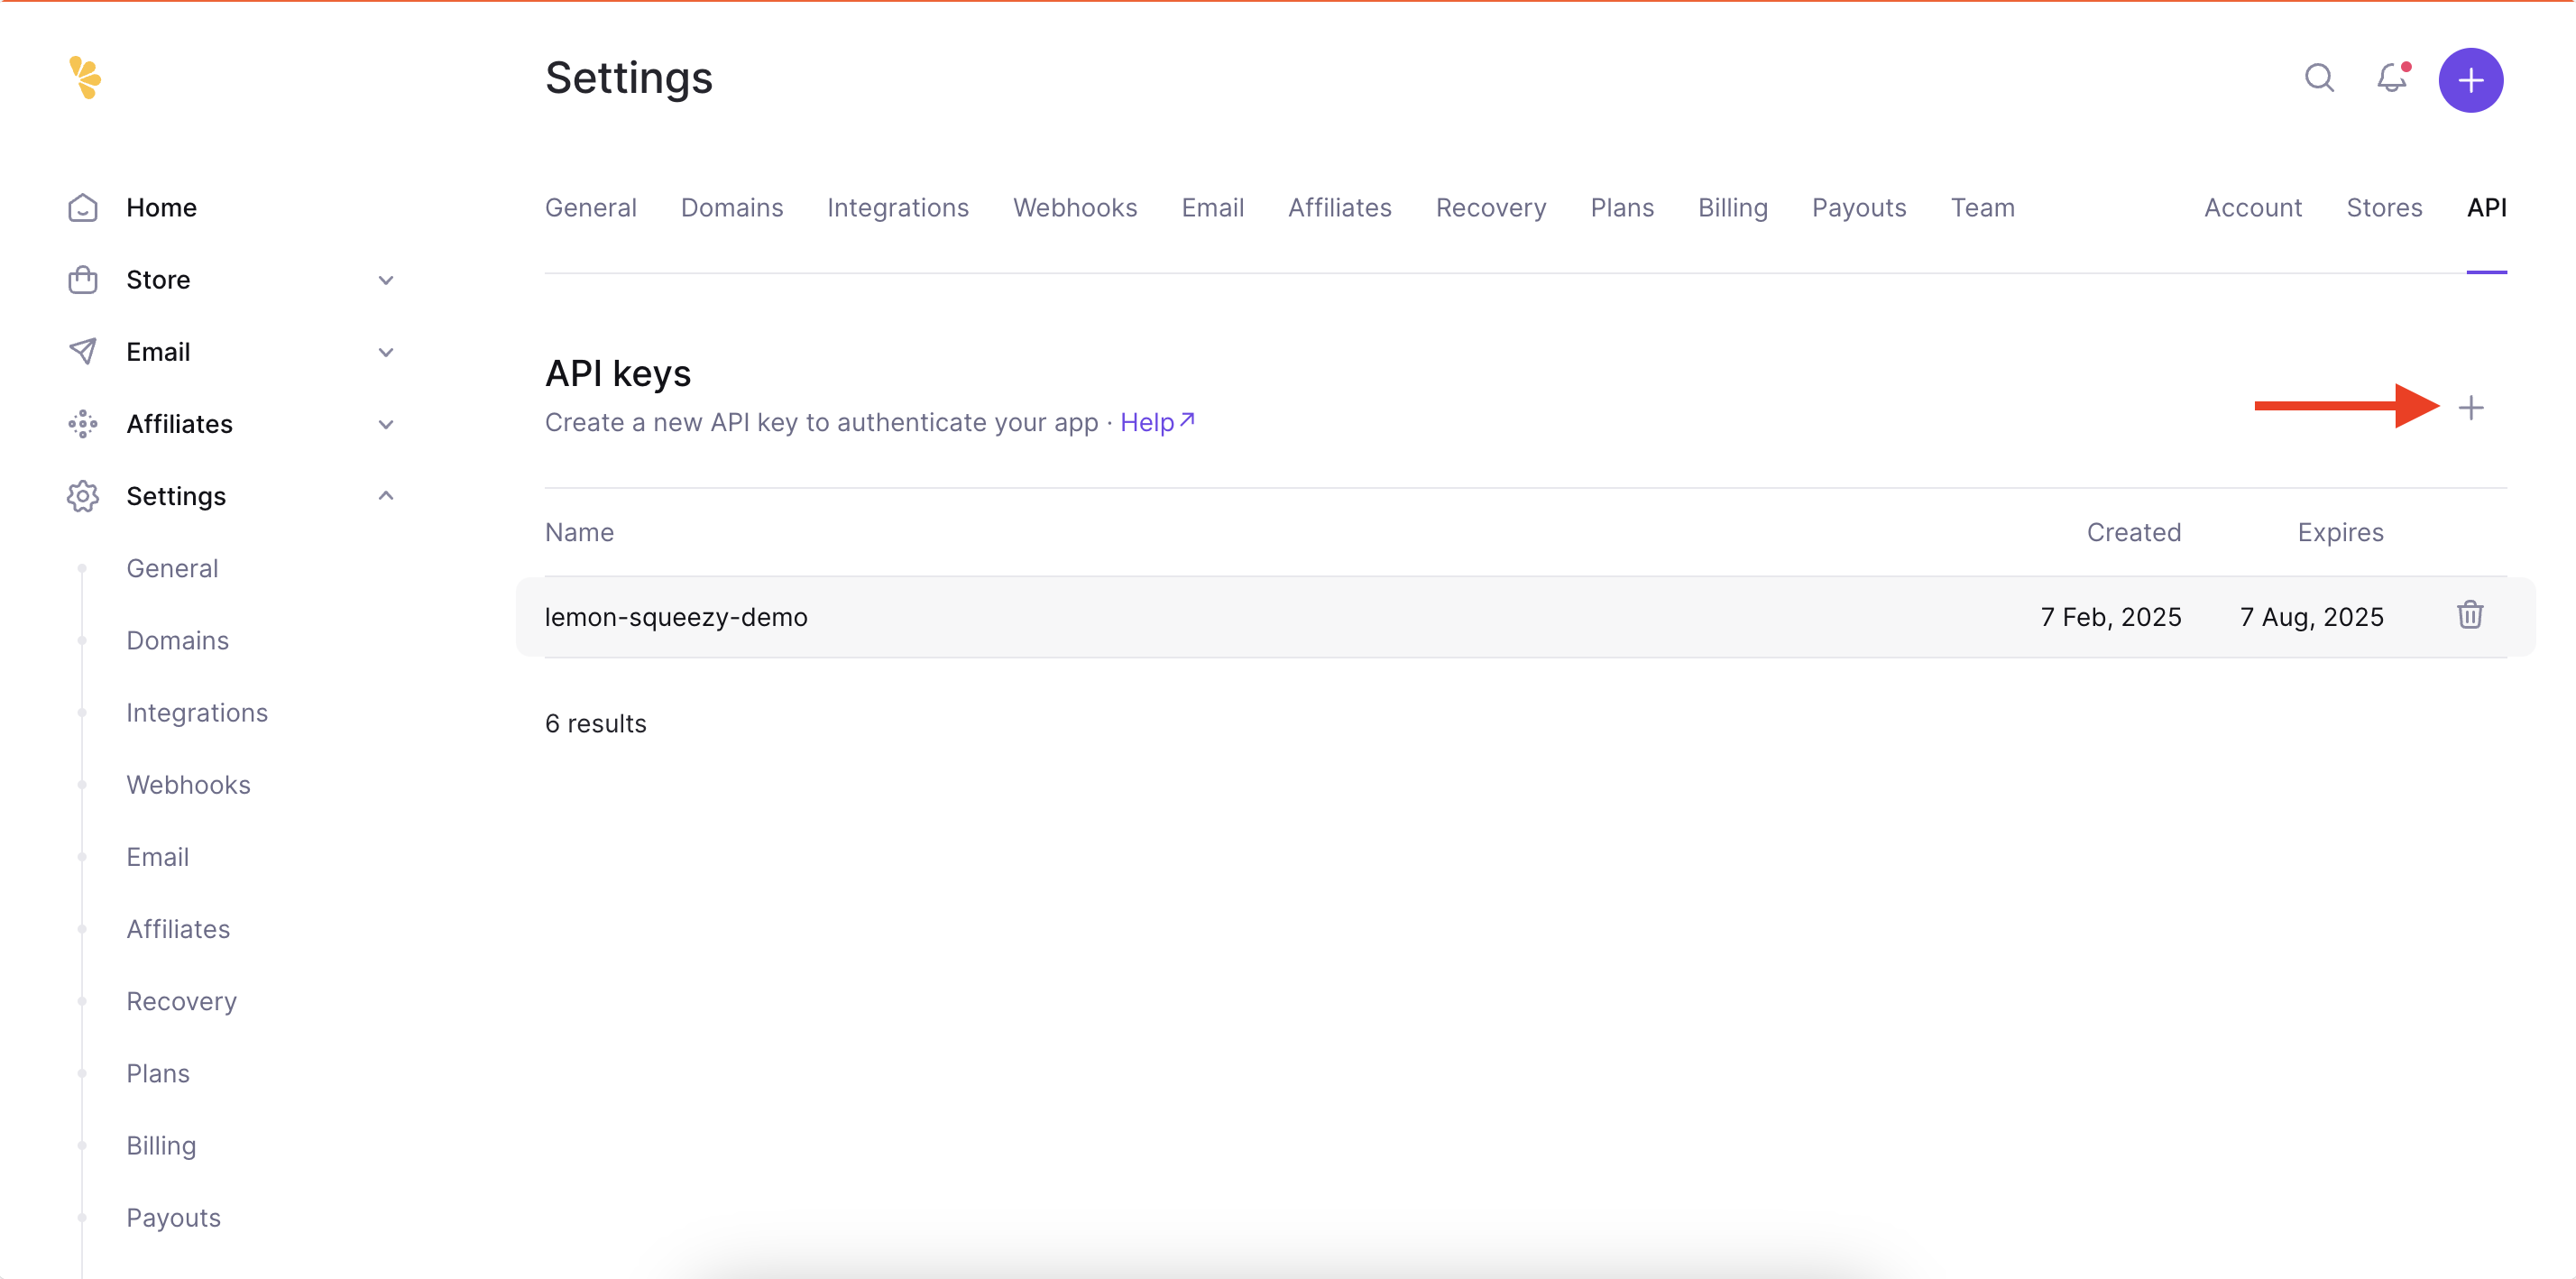 Settings
Home
Store
Email
Affiliates
Settings
General
Domains
Integrations
Webhooks
Email
Affiliates
Recovery
Plans
Billing
Payouts
General Domains Integrations Webhooks Email Affiliates Recovery Plans Billing Payouts Team Account Stores API
API keys
Create a new API key to authenticate your app · Help
Name Created Expires
lemon-squeezy-demo 7 Feb, 2025 7 Aug, 2025
6 results